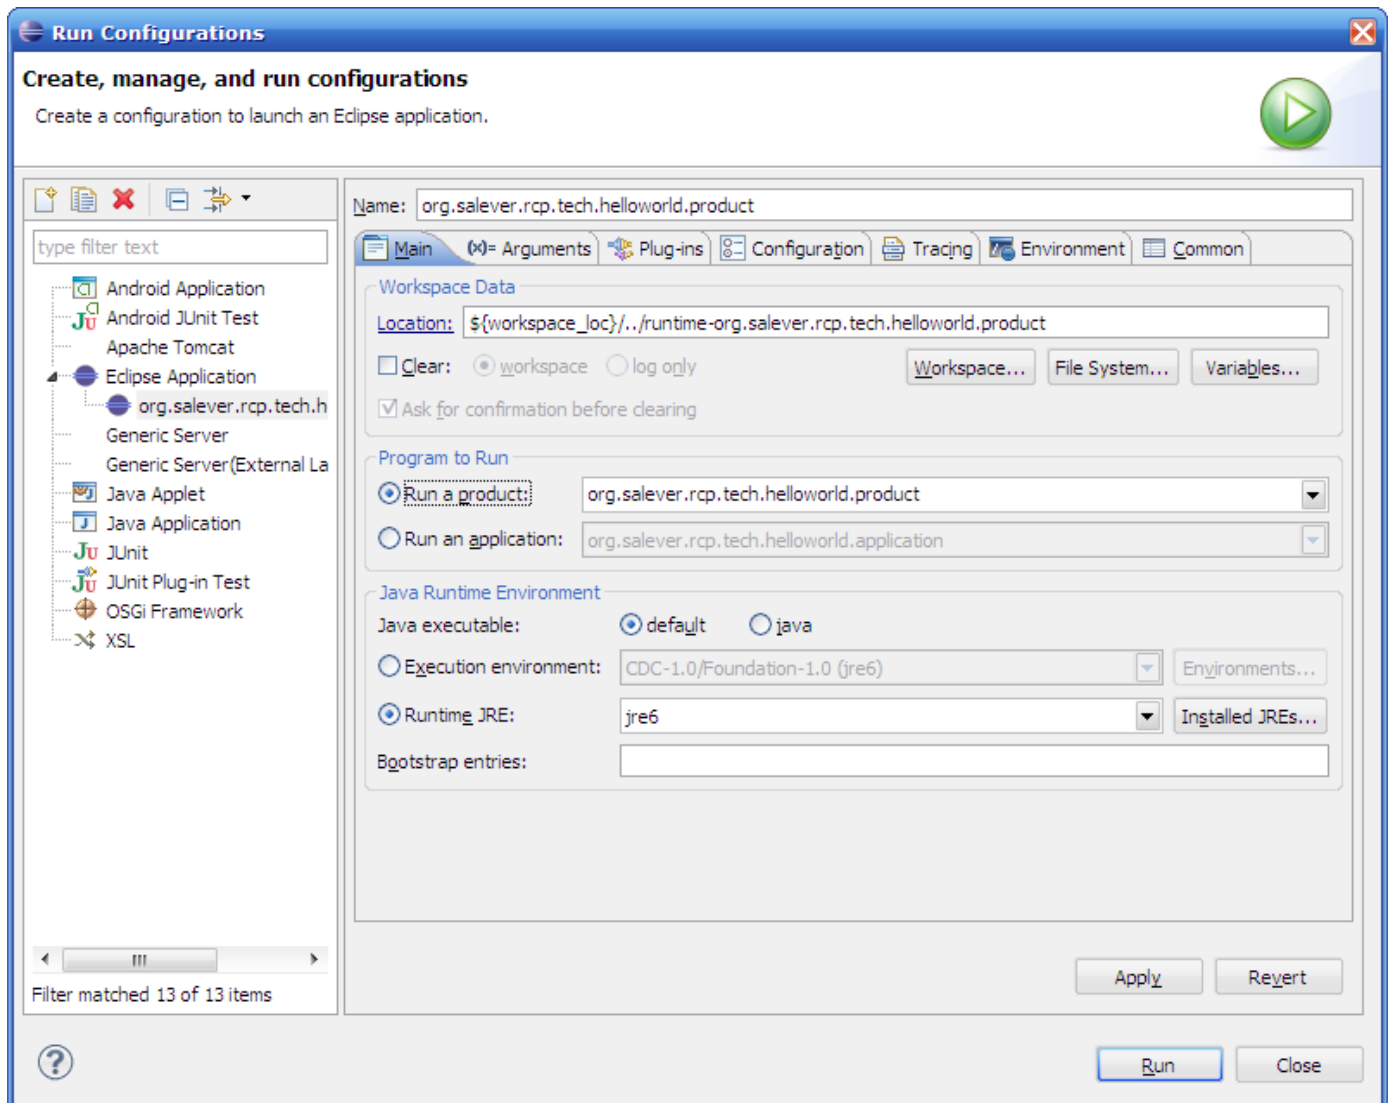 Run Configurations
Create, manage, and run configurations
Create a configuration to launch an Eclipse application.
type filter text
Android Application
Android JUnit Test
Apache Tomcat
Eclipse Application
org.salever.rcp.tech.h
Generic Server
Generic Server(External La
Java Applet
Java Application
JUnit
JUnit Plug-in Test
OSGi Framework
XSL
Filter matched 13 of 13 items
Name: org.salever.rcp.tech.helloworld.product
Main (x)= Arguments Plug-ins Configuration Tracing Environment Common
Workspace Data
Location: ${workspace_loc}/../runtime-org.salever.rcp.tech.helloworld.product
Clear: workspace log only Workspace... File System... Variables...
Ask for confirmation before clearing
Program to Run
Run a product: org.salever.rcp.tech.helloworld.product
Run an application: org.salever.rcp.tech.helloworld.application
Java Runtime Environment
Java executable: default java
Execution environment: CDC-1.0/Foundation-1.0 (jre6) Environments...
Runtime JRE: jre6 Installed JREs...
Bootstrap entries:
Apply Revert
? Run Close